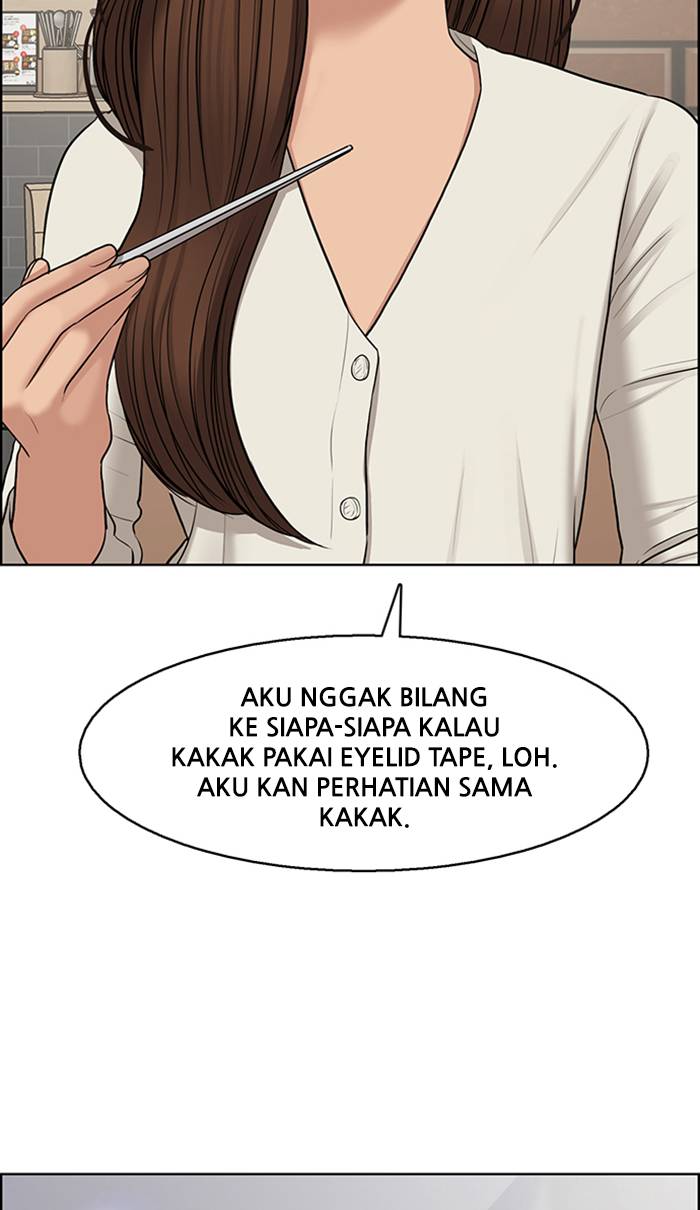 AKU NGGAK BILANG
KE SIAPA-SIAPA KALAU
KAKAK PAKAI EYELID TAPE, LOH.
AKU KAN PERHATIAN SAMA
KAKAK.